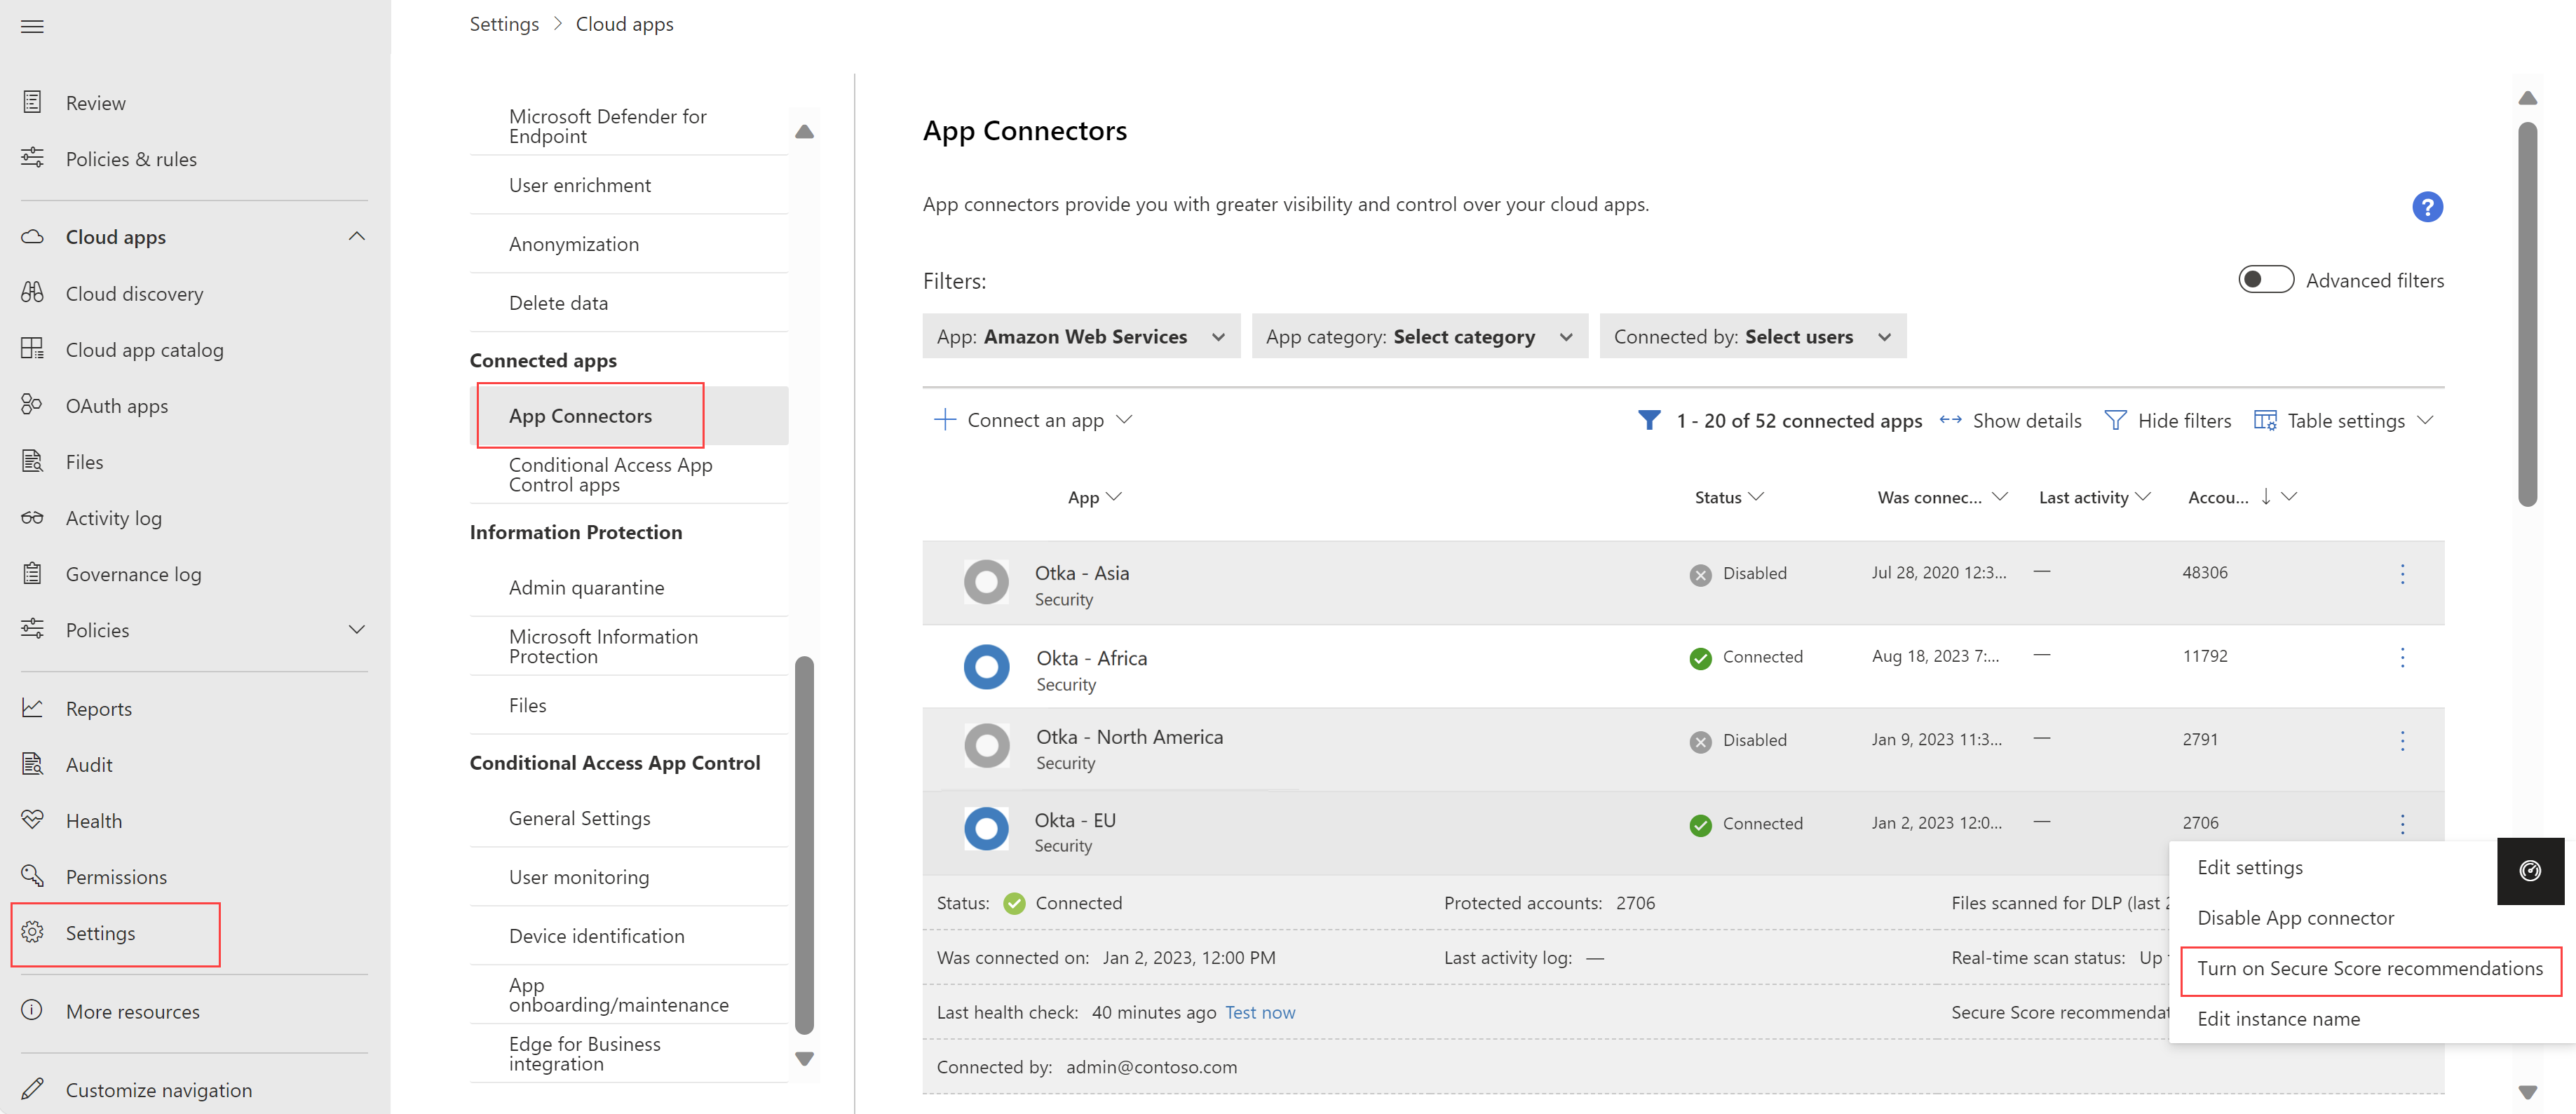 Settings > Cloud apps
Review
Policies & rules
Cloud apps
Cloud discovery
Cloud app catalog
OAuth apps
Files
Activity log
Governance log
Policies
Reports
Audit
Health
Permissions
Settings
More resources
Customize navigation
Microsoft Defender for
Endpoint
User enrichment
Anonymization
Delete data
Connected apps
App Connectors
Conditional Access App
Control apps
Information Protection
Admin quarantine
Microsoft Information
Protection
Files
Conditional Access App Control
General Settings
User monitoring
Device identification
App
onboarding/maintenance
Edge for Business
integration
App Connectors
App connectors provide you with greater visibility and control over your cloud apps.
?
Filters:
Advanced filters
App: Amazon Web Services
App category: Select category
Connected by: Select users
Connect an app
1 - 20 of 52 connected apps
Show details
Hide filters
Table settings
App Status Was connec... Last activity Accou...
Otka - Asia
Security
Disabled Jul 28, 2020 12:3... — 48306
Okta - Africa
Security
Connected Aug 18, 2023 7:... — 11792
Otka - North America
Security
Disabled Jan 9, 2023 11:3... — 2791
Okta - EU
Security
Connected Jan 2, 2023 12:0... — 2706
Status: Connected Protected accounts: 2706 Files scanned for DLP (last
Was connected on: Jan 2, 2023, 12:00 PM Last activity log: — Real-time scan status: Up
Last health check: 40 minutes ago Test now Secure Score recommendat
Connected by: admin@contoso.com
Edit settings
Disable App connector
Turn on Secure Score recommendations
Edit instance name